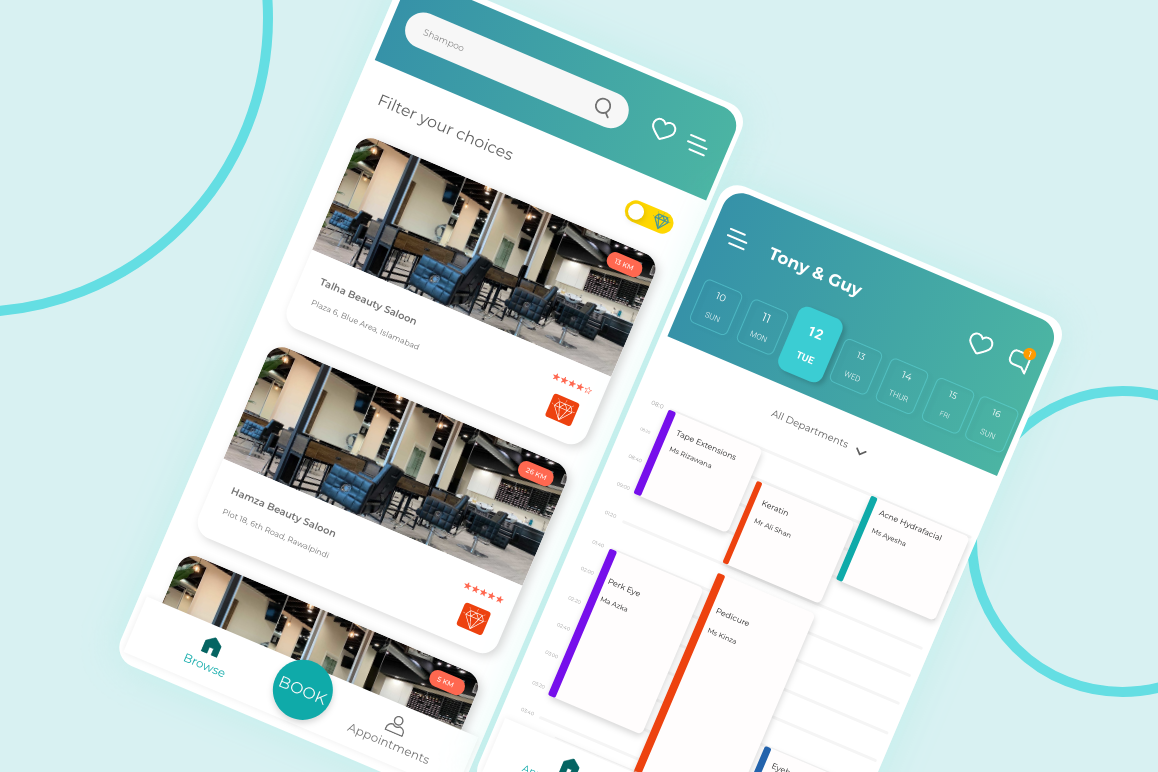 Shampoo
Filter your choices
13 KM
Talha Beauty Saloon
Plaza 6, Blue Area, Islamabad
26 KM
Hamza Beauty Saloon
Plot 18, 6th Road, Rawalpindi
5 KM
Browse
BOOK
Appointments
Tony & Guy
1
10
SUN
11
MON
12
TUE
13
WED
14
THUR
15
FRI
16
SUN
All Departments
Tape Extensions
Ms Rizawana
Keratin
Mr Ali Shan
Acne Hydrafacial
Ms Ayesha
Perk Eye
Ma Azka
Pedicure
Ms Kinza